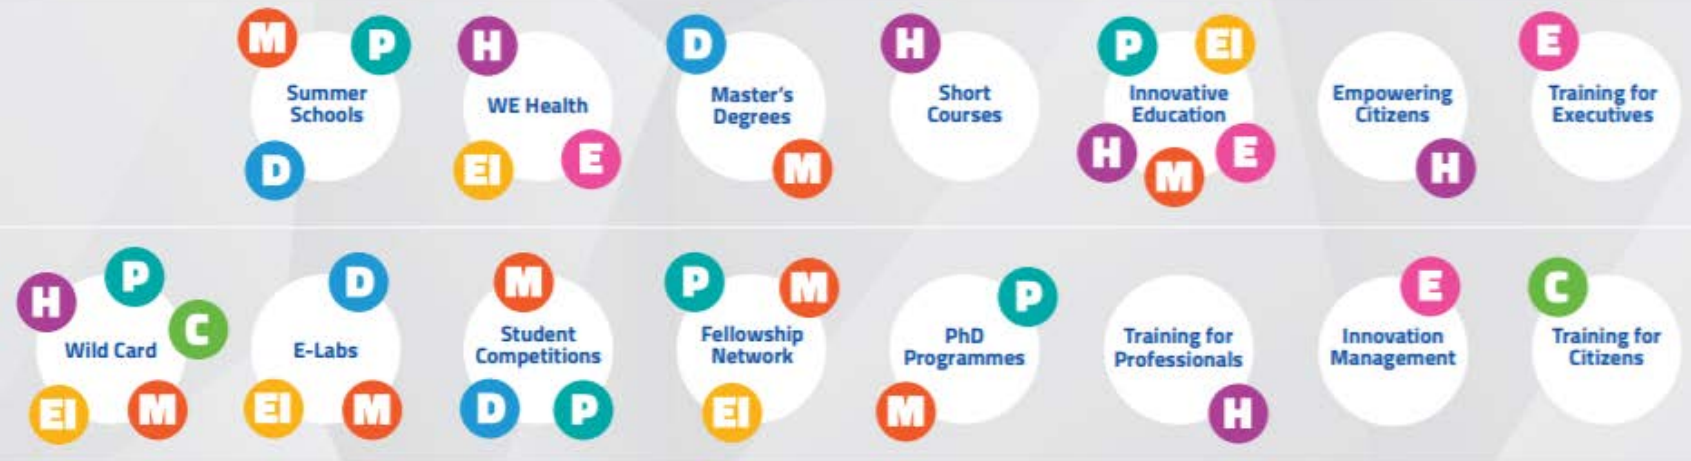 M P
Summer
Schools
D
H
WE Health
EI E
D
Master's
Degrees
M
H
Short
Courses
P EI
Innovative
Education
H M E
Empowering
Citizens
H
E
Training for
Executives
H P C
Wild Card
EI M
D
E-Labs
EI M
M
Student
Competitions
D P
P M
Fellowship
Network
EI
P
PhD
Programmes
M
Training for
Professionals
H
E
Innovation
Management
C
Training for
Citizens